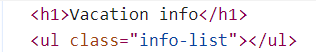 <h1>Vacation info</h1>
<ul class="info-list"></ul>